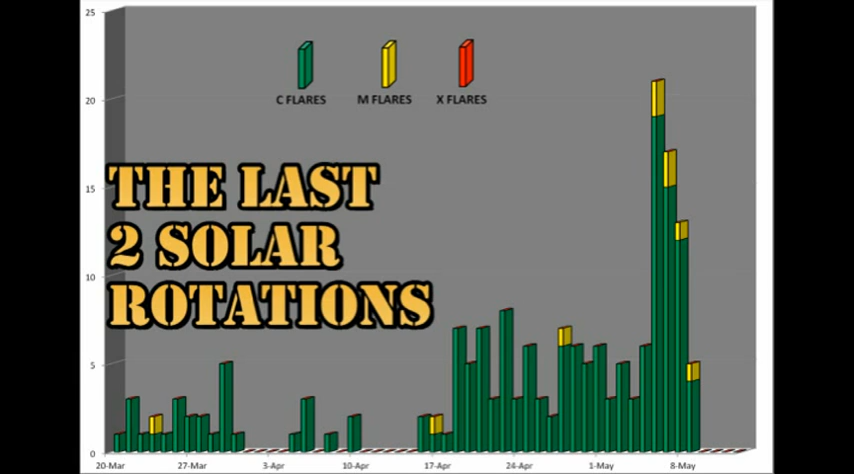 25
C FLARES M FLARES X FLARES
20
THE LAST
15
2 SOLAR
10
ROTATIONS
5
0
20-Mar 27-Mar 3-Apr 10-Apr 17-Apr 24-Apr 1-May 8-May